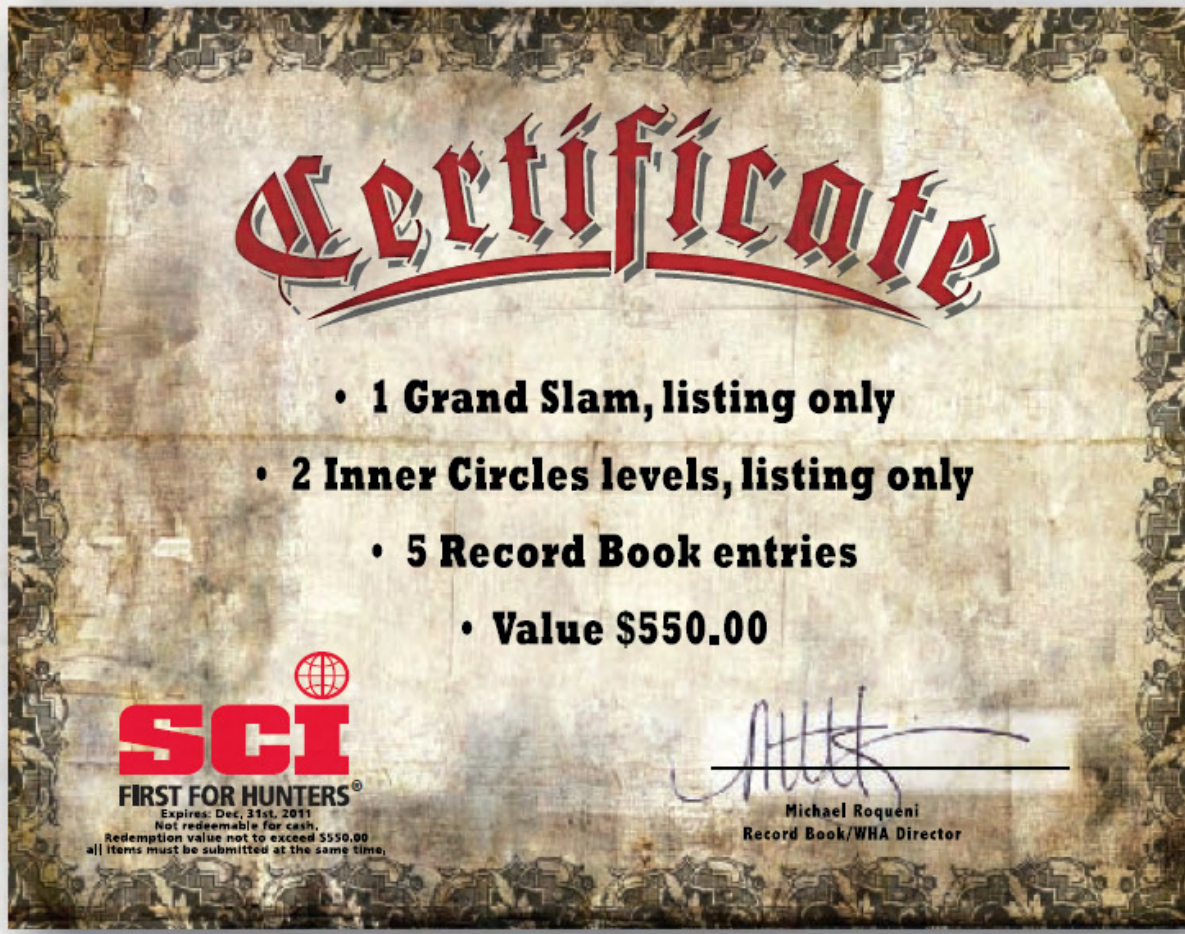 Certificate
• 1 Grand Slam, listing only
• 2 Inner Circles levels, listing only
• 5 Record Book entries
• Value $550.00
SCI
FIRST FOR HUNTERS®
Expires: Dec, 31st, 2011
Not redeemable for cash.
Redemption value not to exceed $550.00
all items must be submitted at the same time.
Michael Roqueni
Record Book/WHA Director